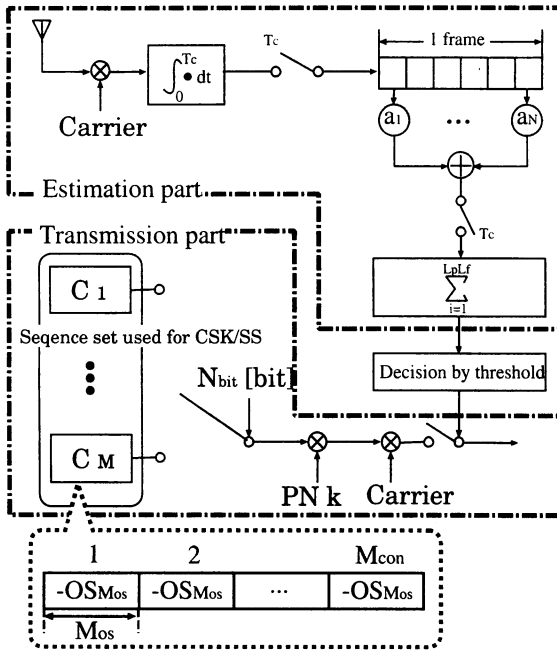 1 frame
Tc
Tc
∫ • dt
0
a1 ... aN
Carrier
Estimation part
Tc
Transmission part
LpLf
Σ
i=1
C 1
Seqence set used for CSK/SS
Decision by threshold
Nbit [bit]
C M
PN k
Carrier
1 2 Mcon
-OSMos -OSMos ... -OSMos
Mos